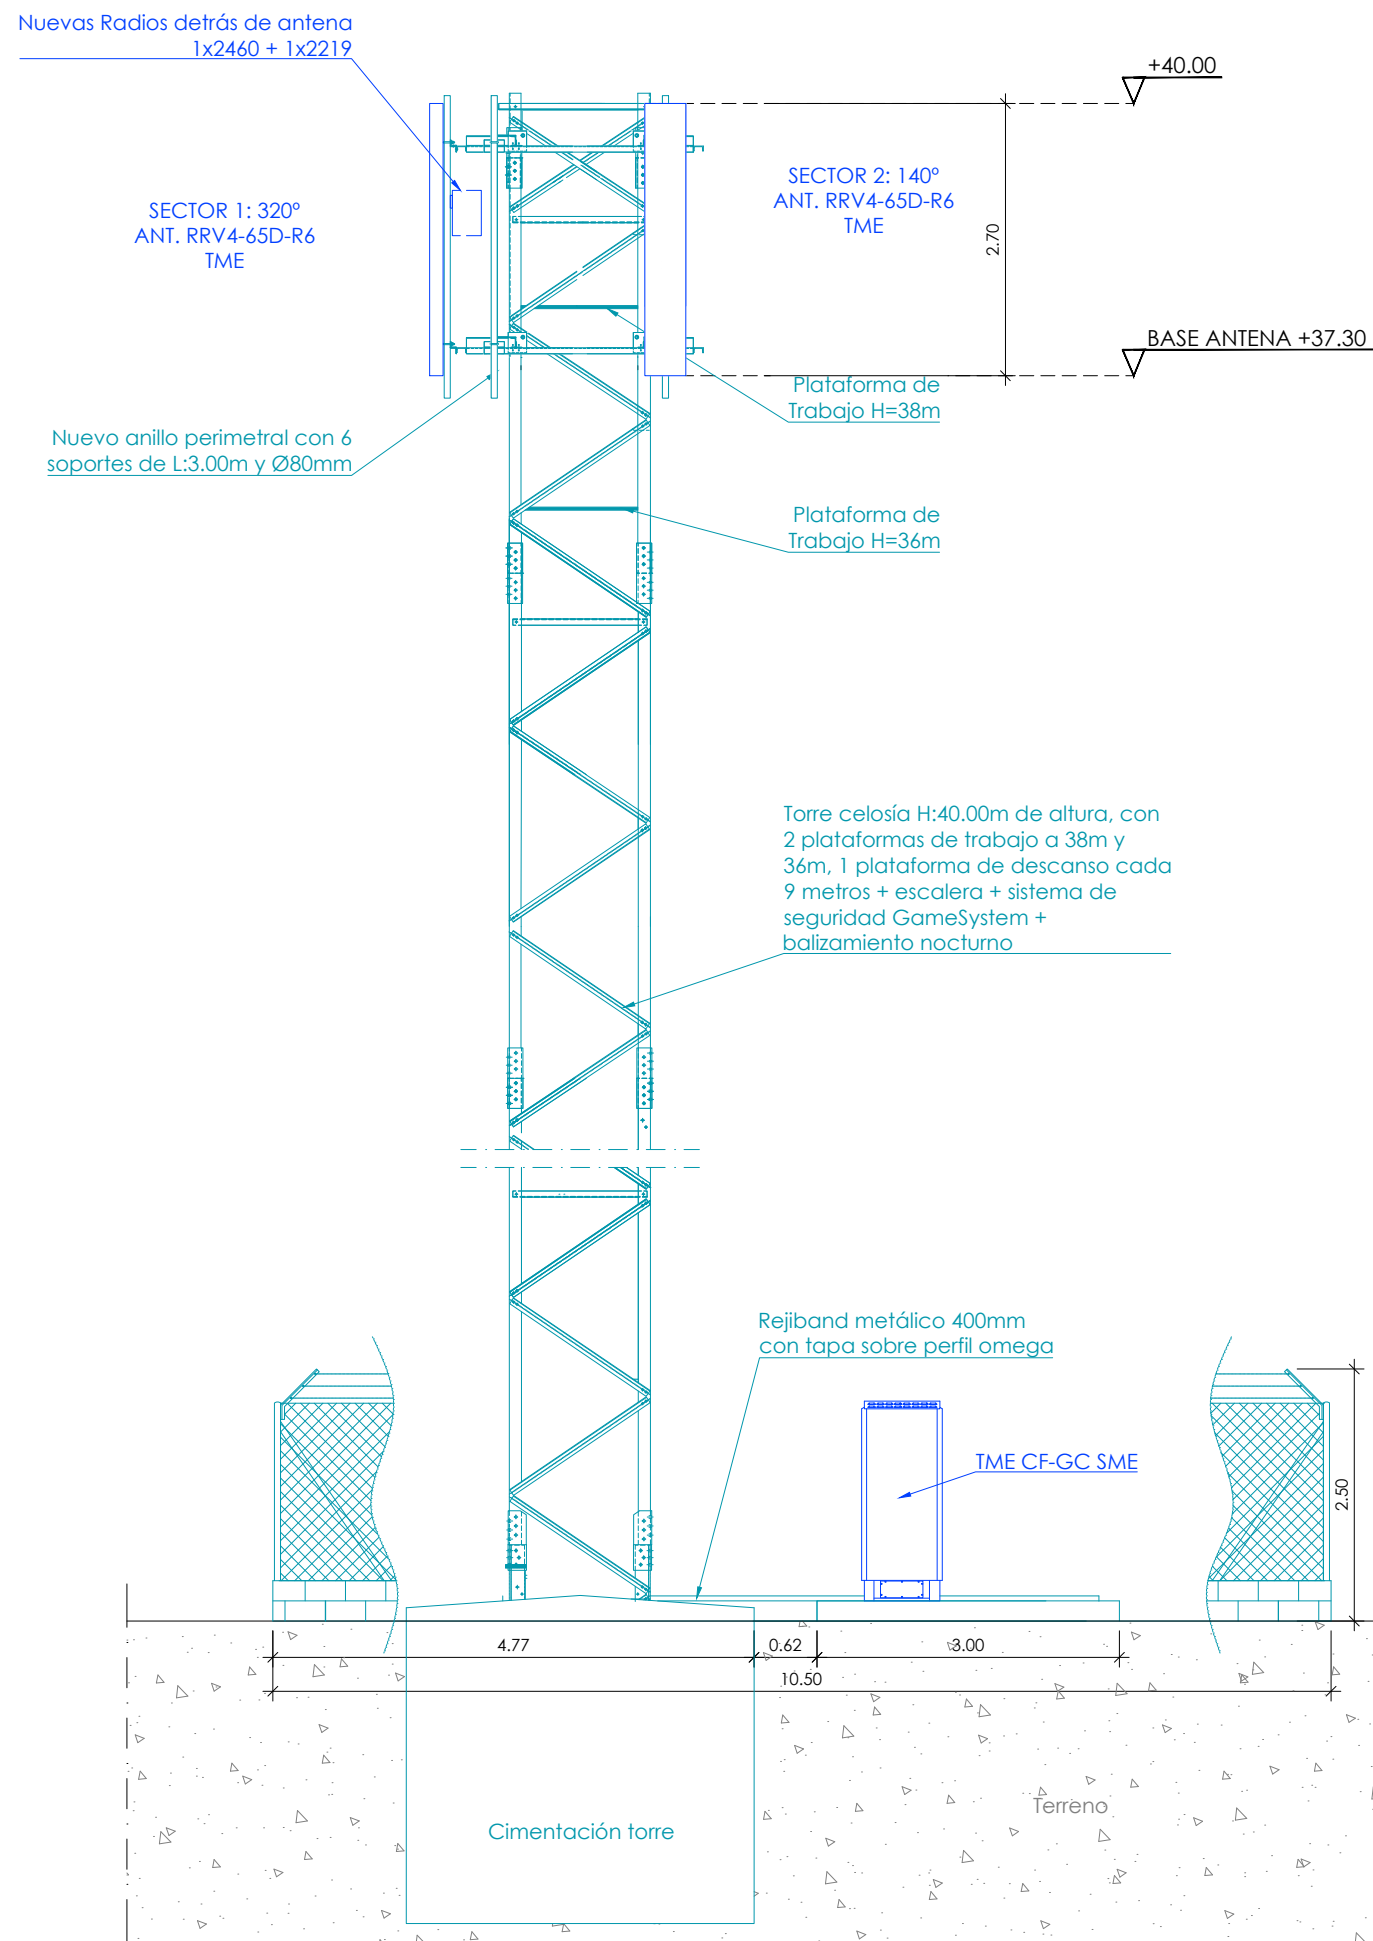 Nuevas Radios detrás de antena
1x2460 + 1x2219
+40.00
SECTOR 1: 320º
ANT. RRV4-65D-R6
TME
SECTOR 2: 140º
ANT. RRV4-65D-R6
TME
2.70
BASE ANTENA +37.30
Plataforma de
Trabajo H=38m
Nuevo anillo perimetral con 6
soportes de L:3.00m y Ø80mm
Plataforma de
Trabajo H=36m
Torre celosía H:40.00m de altura, con
2 plataformas de trabajo a 38m y
36m, 1 plataforma de descanso cada
9 metros + escalera + sistema de
seguridad GameSystem +
balizamiento nocturno
Rejiband metálico 400mm
con tapa sobre perfil omega
TME CF-GC SME
2.50
4.77
0.62
3.00
10.50
Terreno
Cimentación torre